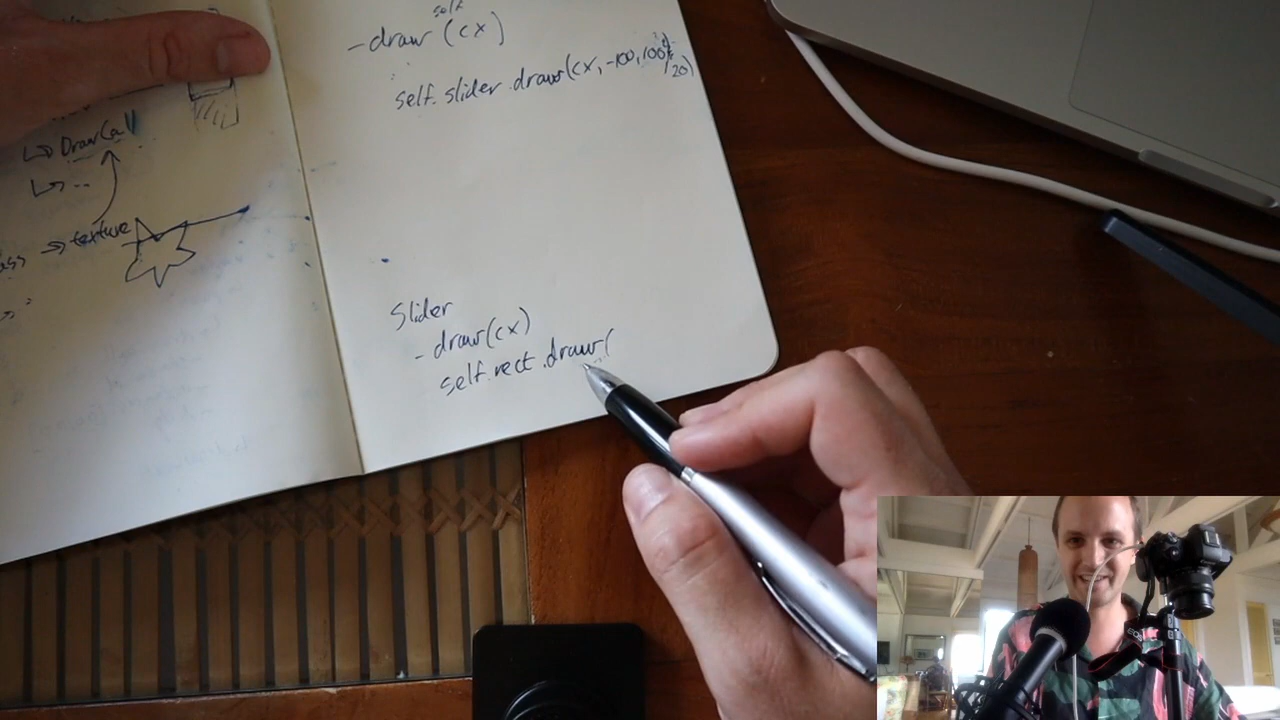 DrawCall
↳ ..
→ texture
self
- draw (cx)
self.slider.draw(cx, -100, 100,
20)
Slider
- draw(cx)
self.rect.draw(